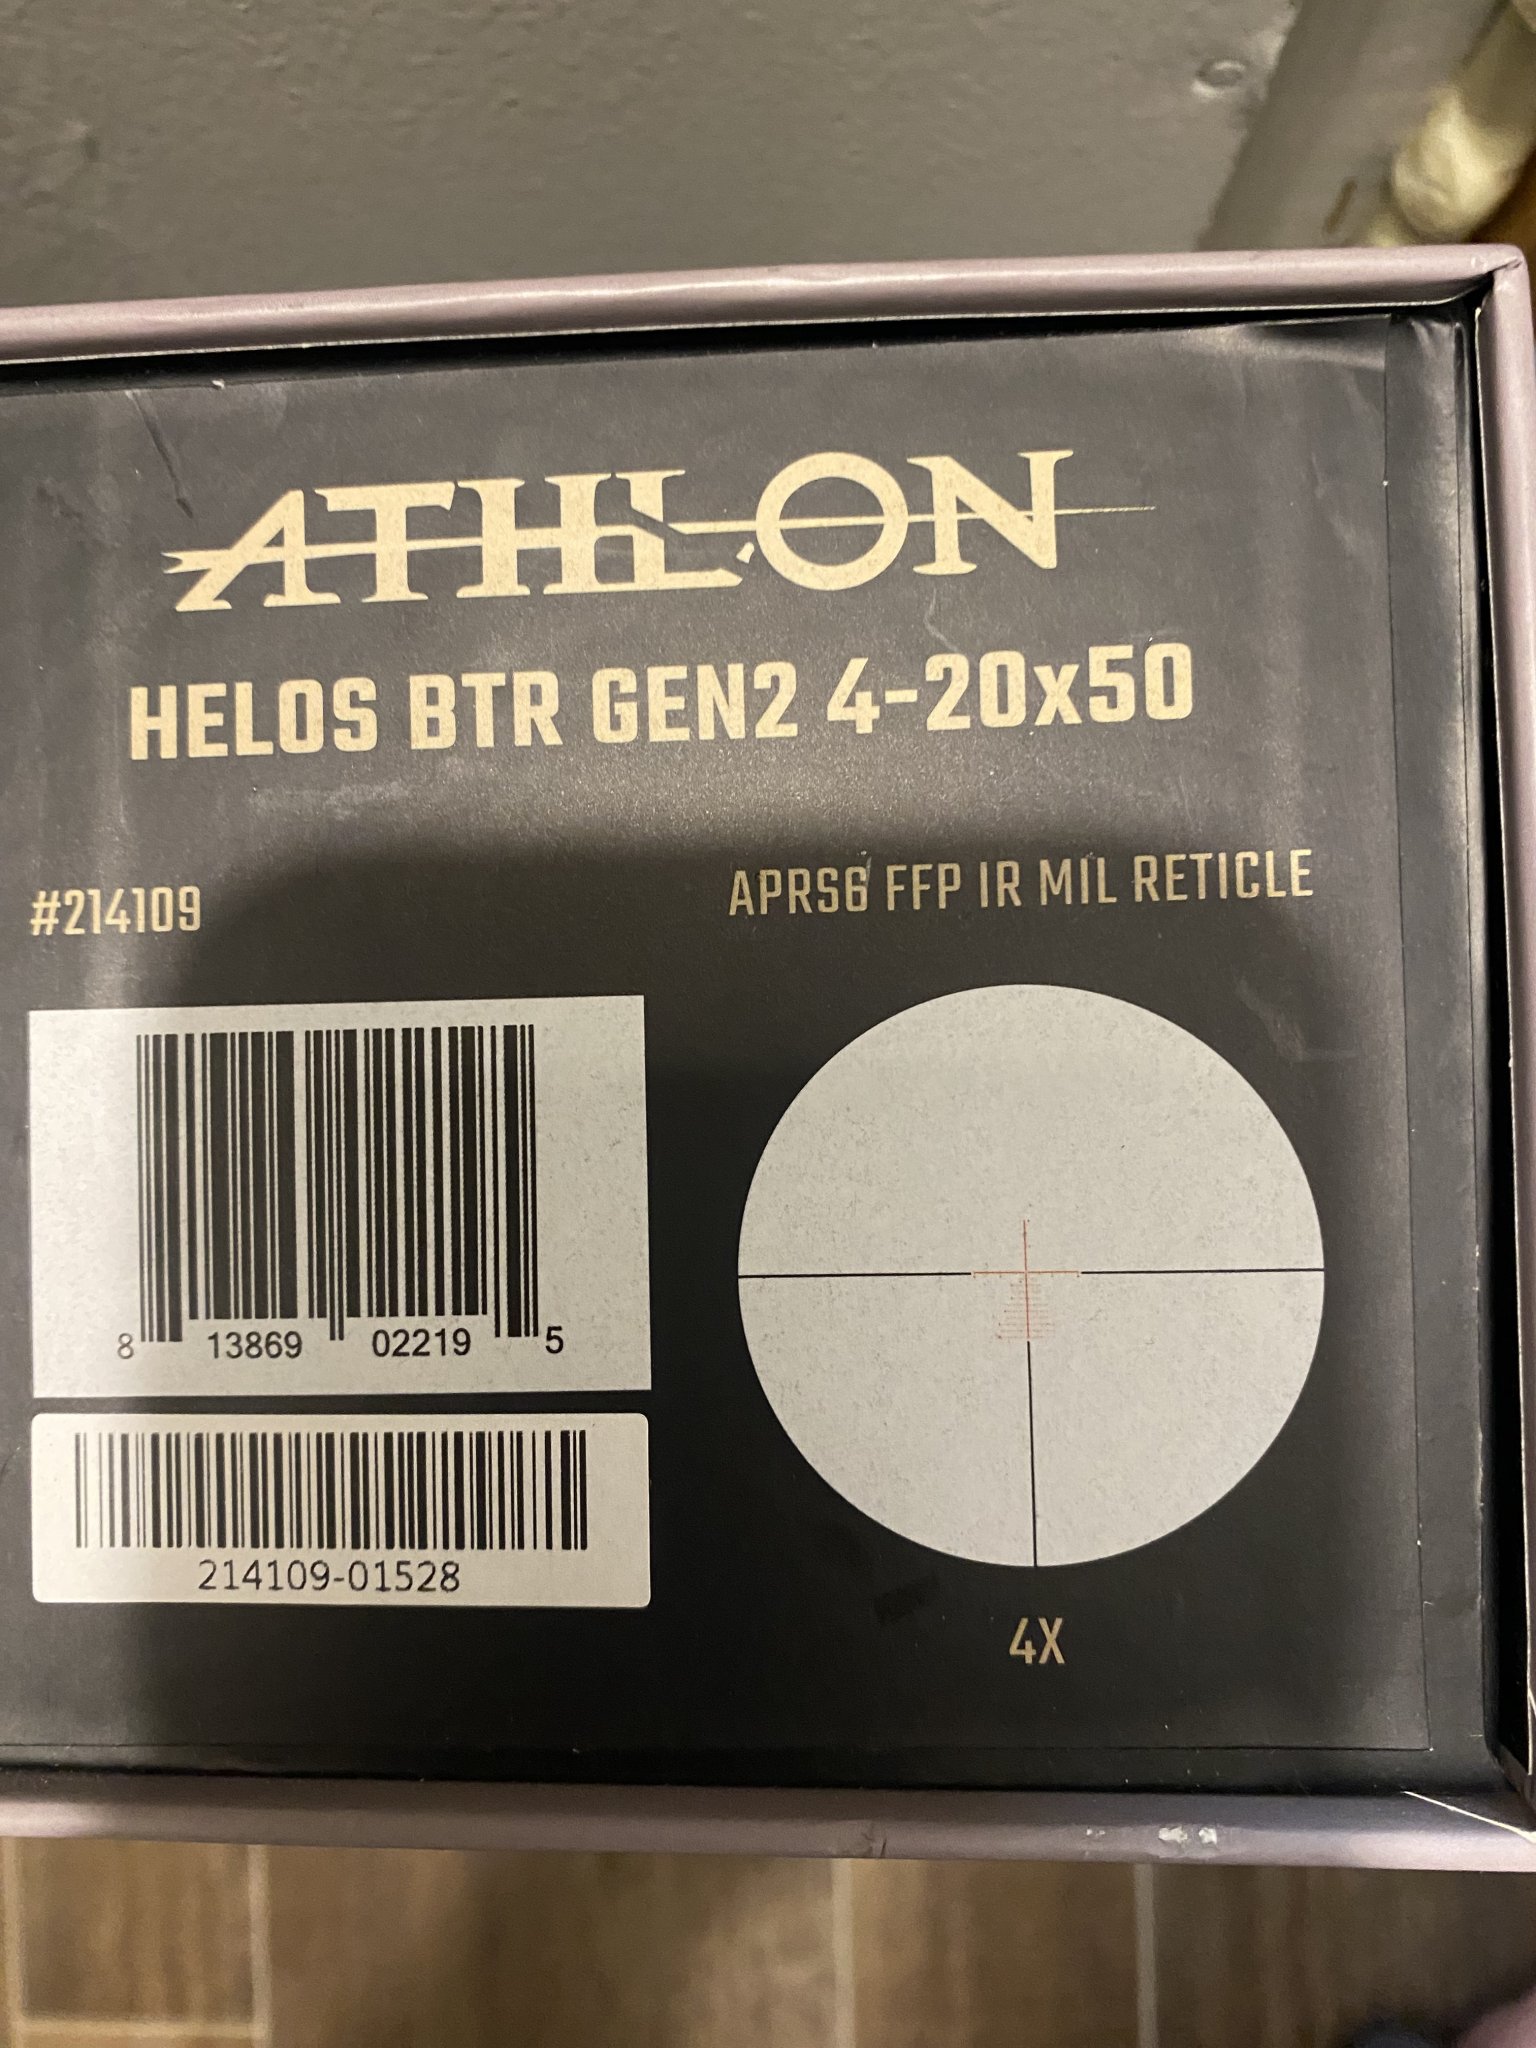 ATHLON
HELOS BTR GEN2 4-20x50
#214109
APRS6 FFP IR MIL RETICLE
8 13869 02219 5
214109-01528
4X